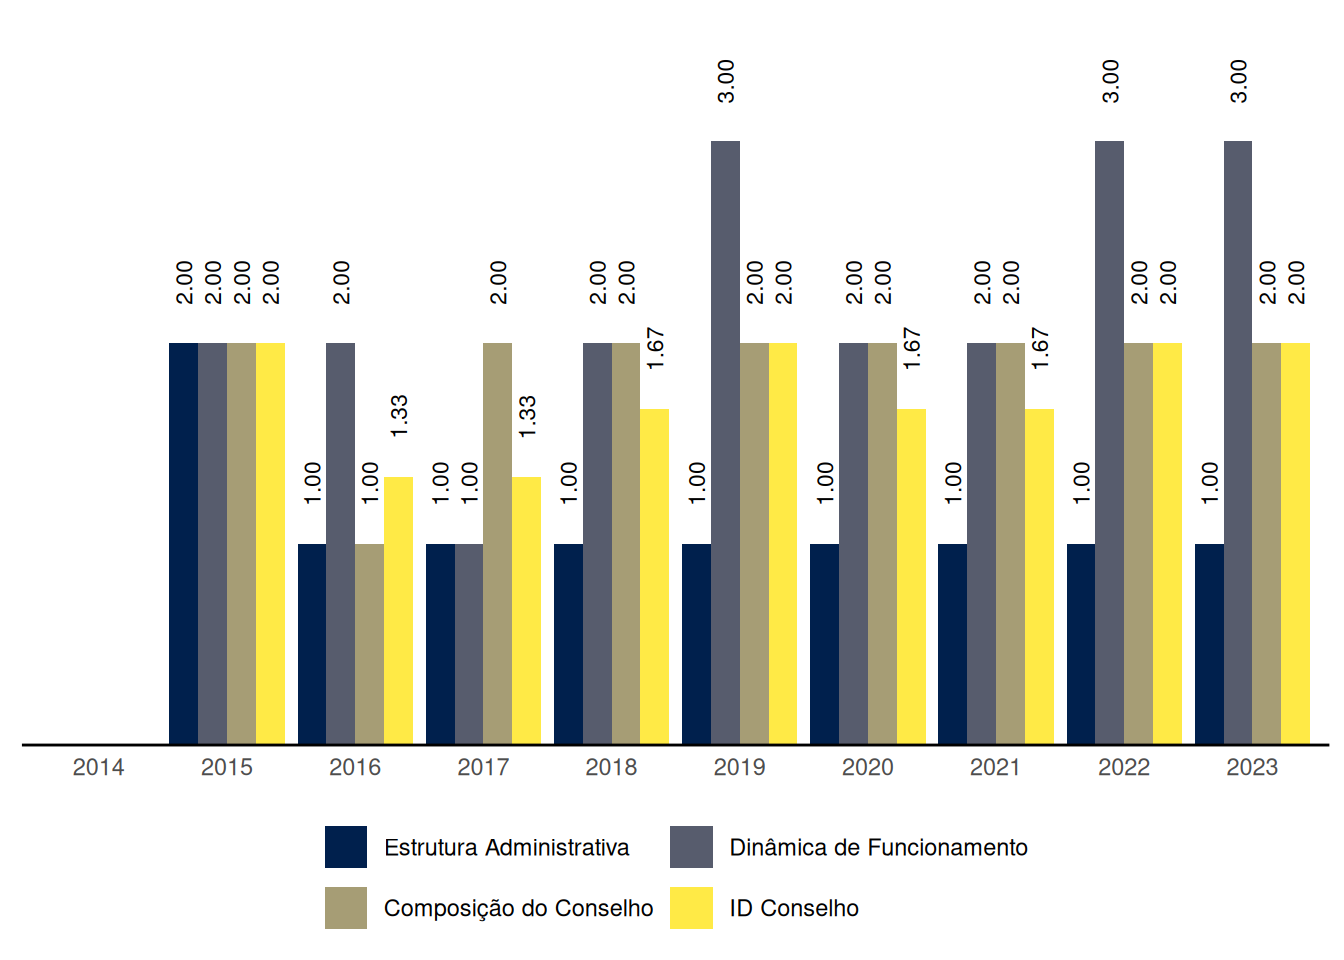 3.00 3.00 3.00
2.00 2.00 2.00 2.00 2.00 2.00 2.00 2.00 2.00 2.00 2.00 2.00 2.00 2.00 2.00 2.00 2.00 2.00
1.67 1.67 1.67
1.33 1.33
1.00 1.00 1.00 1.00 1.00 1.00 1.00 1.00 1.00 1.00
2014 2015 2016 2017 2018 2019 2020 2021 2022 2023
Estrutura Administrativa Dinâmica de Funcionamento
Composição do Conselho ID Conselho